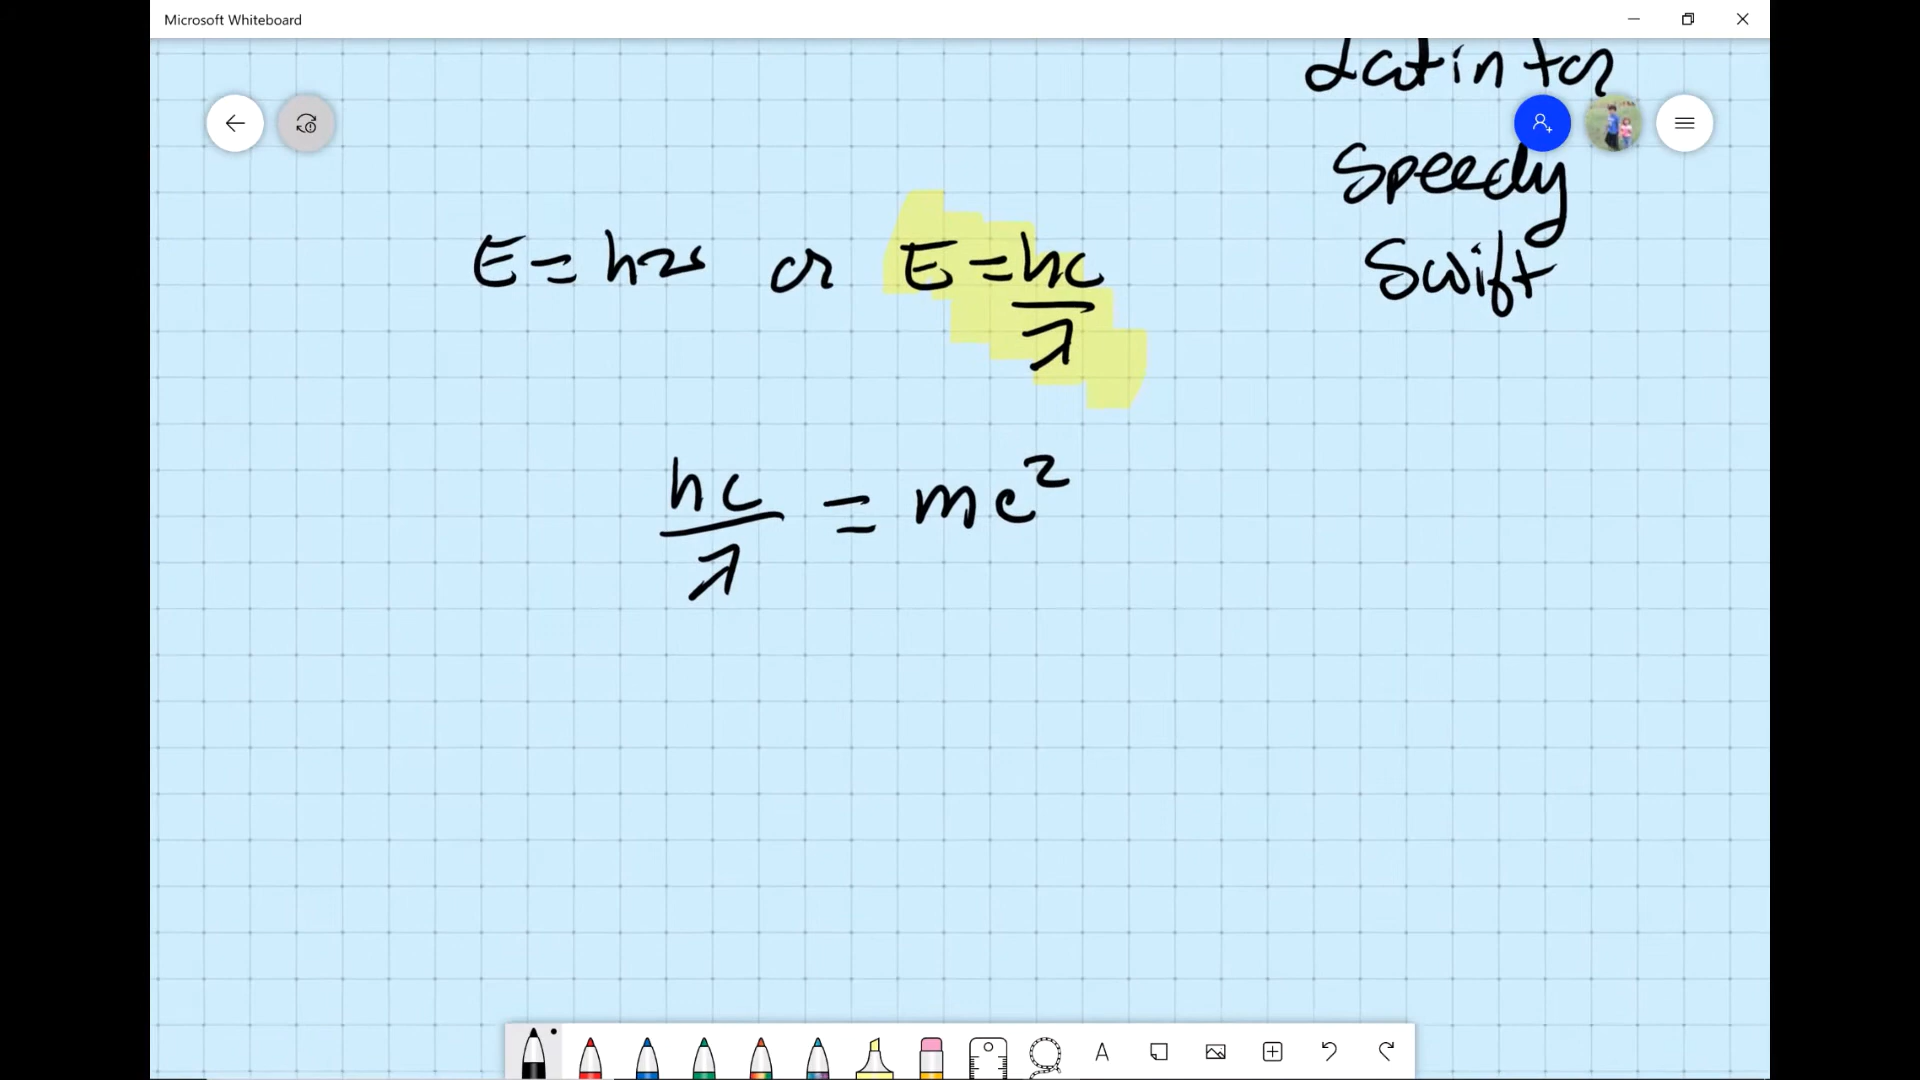 Microsoft Whiteboard
Latin for
Speedy
Swift
E = hν or E = hc
λ
hc = mc²
λ
A